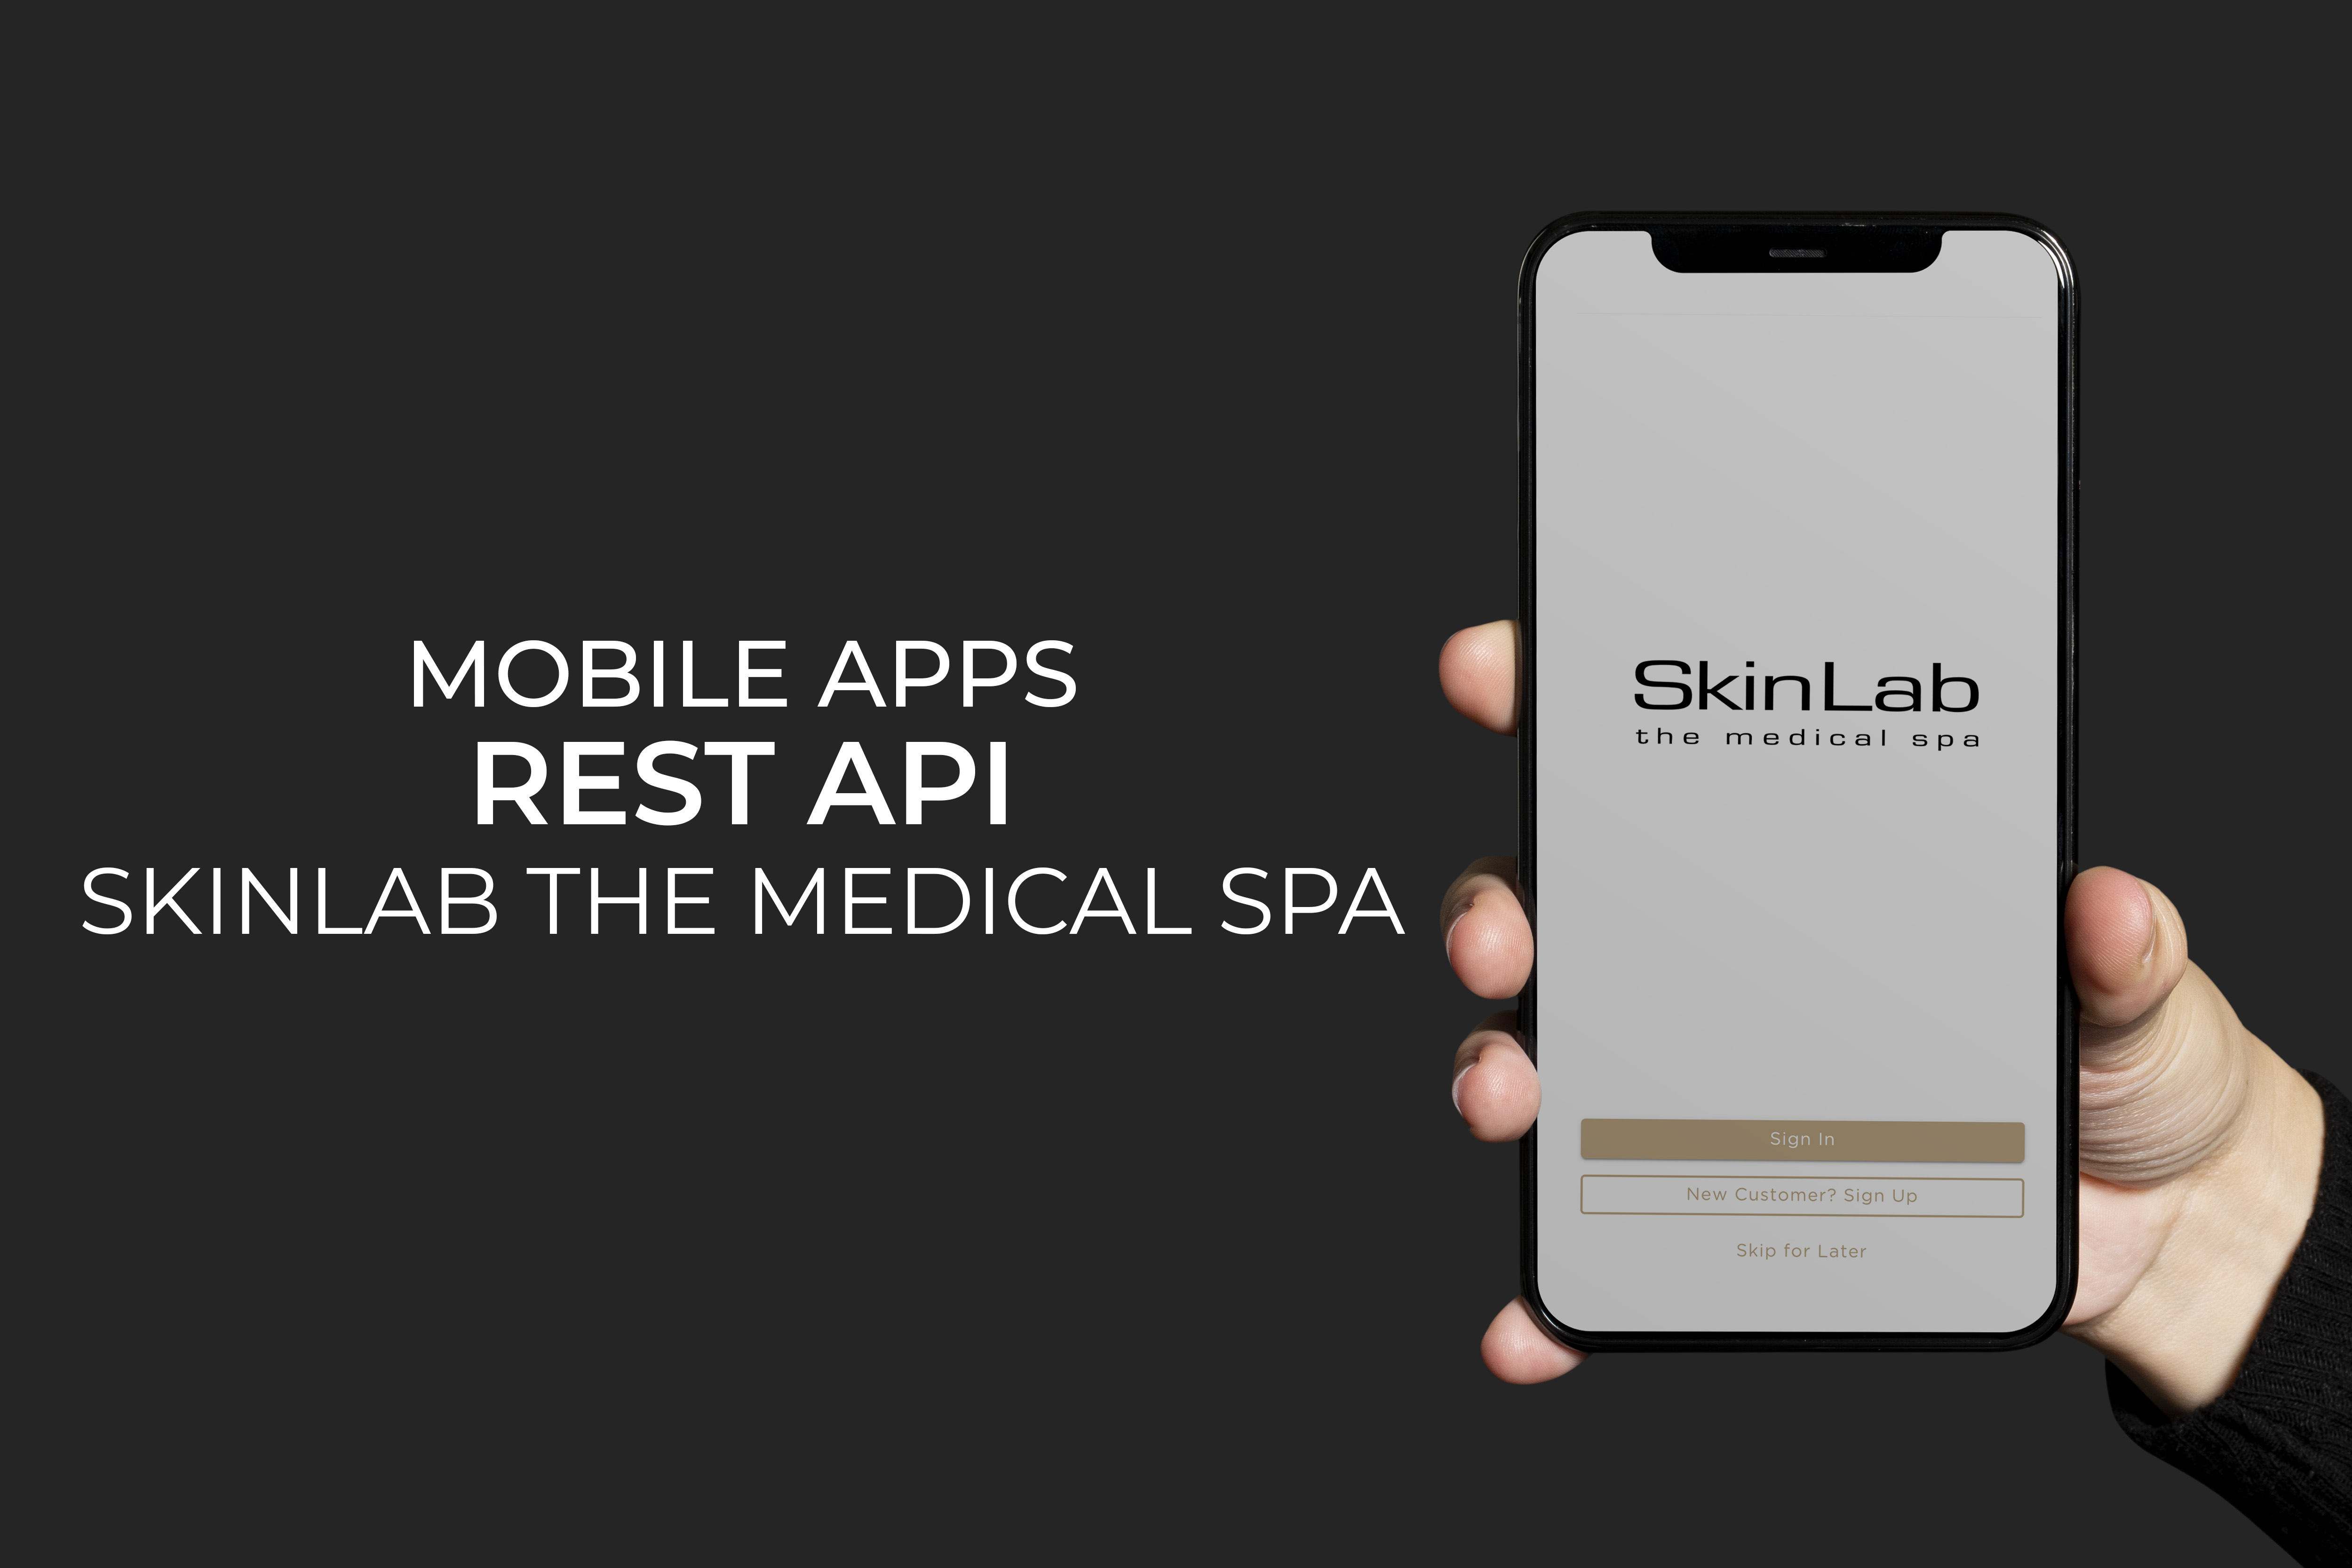 MOBILE APPS
REST API
SKINLAB THE MEDICAL SPA
SkinLab
the medical spa
Sign In
New Customer? Sign Up
Skip for Later